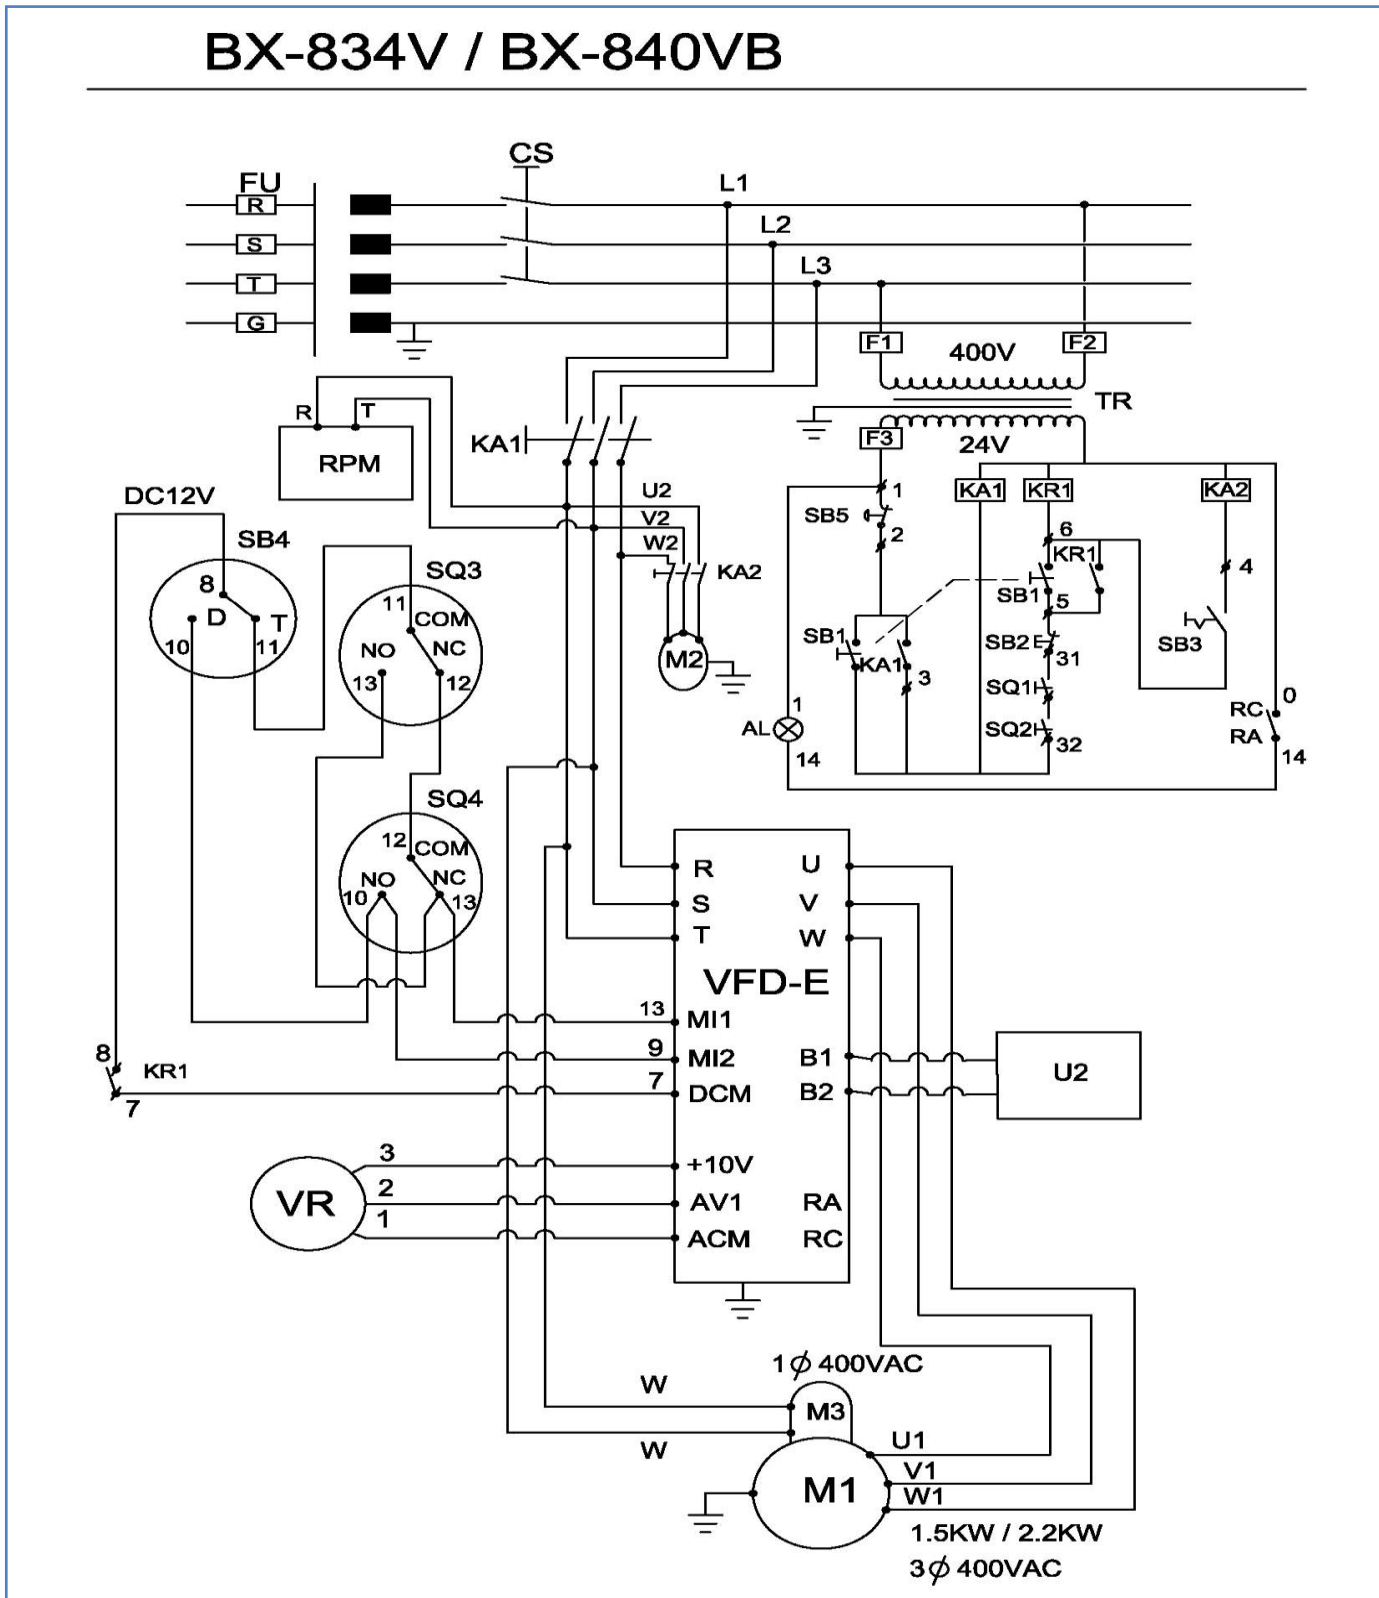 BX-834V / BX-840VB
CS
FU
L1
R
L2
S
L3
T
G
F1
400V
F2
TR
R
T
KA1
F3
24V
RPM
KA1
KR1
KA2
DC12V
U2
1
SB5
V2
2
6
SB4
W2
KR1
8
SQ3
KA2
4
11
COM
SB1
5
D
T
NO
NC
SB1
SB2
SB3
10
11
M2
KA1
31
13
12
3
SQ1
0
1
RC
AL
SQ2
RA
32
14
14
SQ4
12
COM
R
U
NO
NC
10
13
S
V
T
W
VFD-E
13
MI1
8
KR1
9
MI2
B1
U2
7
7
DCM
B2
3
+10V
VR
2
AV1
RA
1
ACM
RC
1ϕ 400VAC
W
M3
U1
W
V1
M1
W1
1.5KW / 2.2KW
3ϕ 400VAC